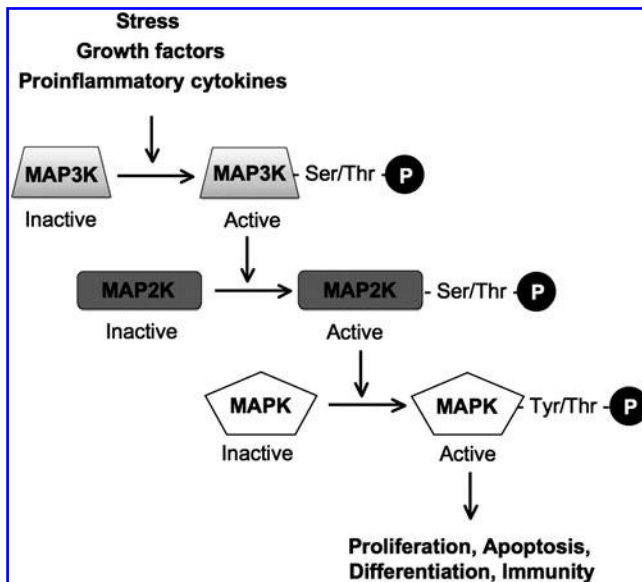 Stress
Growth factors
Proinflammatory cytokines
MAP3K MAP3K - Ser/Thr - P
Inactive Active
MAP2K MAP2K - Ser/Thr - P
Inactive Active
MAPK MAPK - Tyr/Thr - P
Inactive Active
Proliferation, Apoptosis,
Differentiation, Immunity